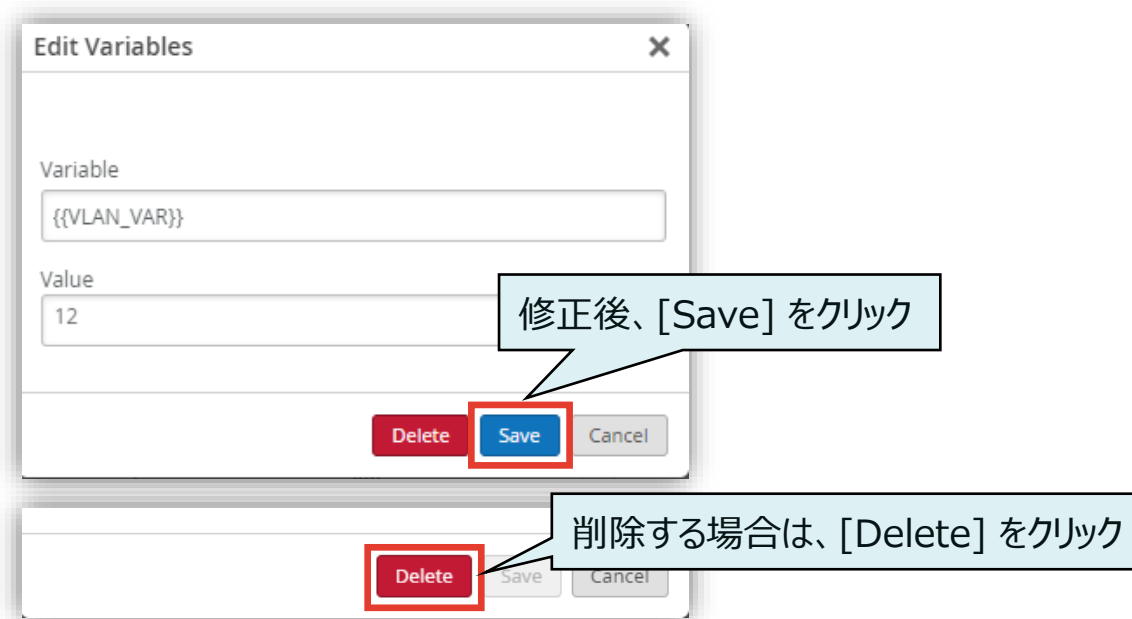 Edit Variables
Variable
{{VLAN_VAR}}
Value
12
修正後、[Save] をクリック
Delete Save Cancel
削除する場合は、[Delete] をクリック
Delete Save Cancel